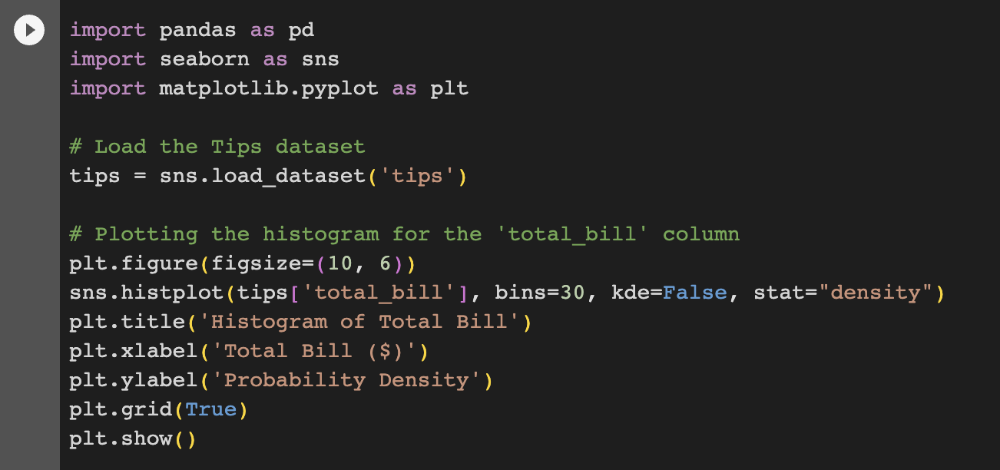 import pandas as pd
import seaborn as sns
import matplotlib.pyplot as plt
# Load the Tips dataset
tips = sns.load_dataset('tips')
# Plotting the histogram for the 'total_bill' column
plt.figure(figsize=(10, 6))
sns.histplot(tips['total_bill'], bins=30, kde=False, stat="density")
plt.title('Histogram of Total Bill')
plt.xlabel('Total Bill ($)')
plt.ylabel('Probability Density')
plt.grid(True)
plt.show()